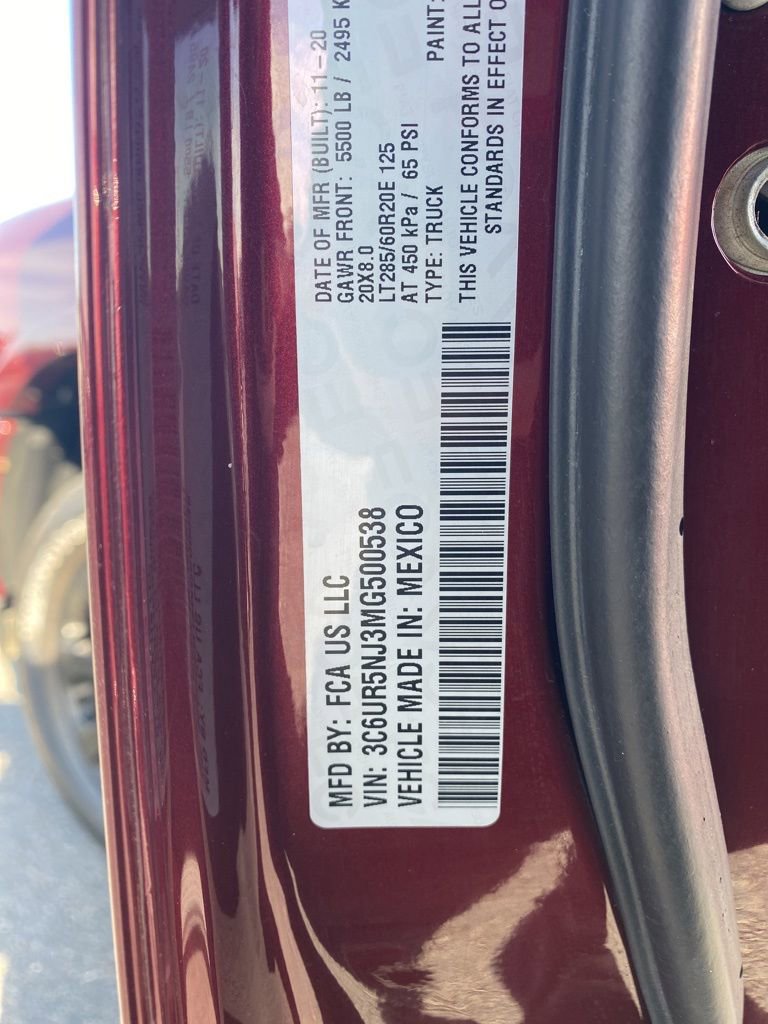 MFD BY: FCA US LLC
VIN: 3C6UR5NJ3MG500538
VEHICLE MADE IN: MEXICO
DATE OF MFR (BUILT): 11-20
GAWR FRONT: 5500 LB / 2495 K
20X8.0
LT285/60R20E 125
AT 450 kPa / 65 PSI
TYPE: TRUCK
PAINT:
THIS VEHICLE CONFORMS TO ALL
STANDARDS IN EFFECT O